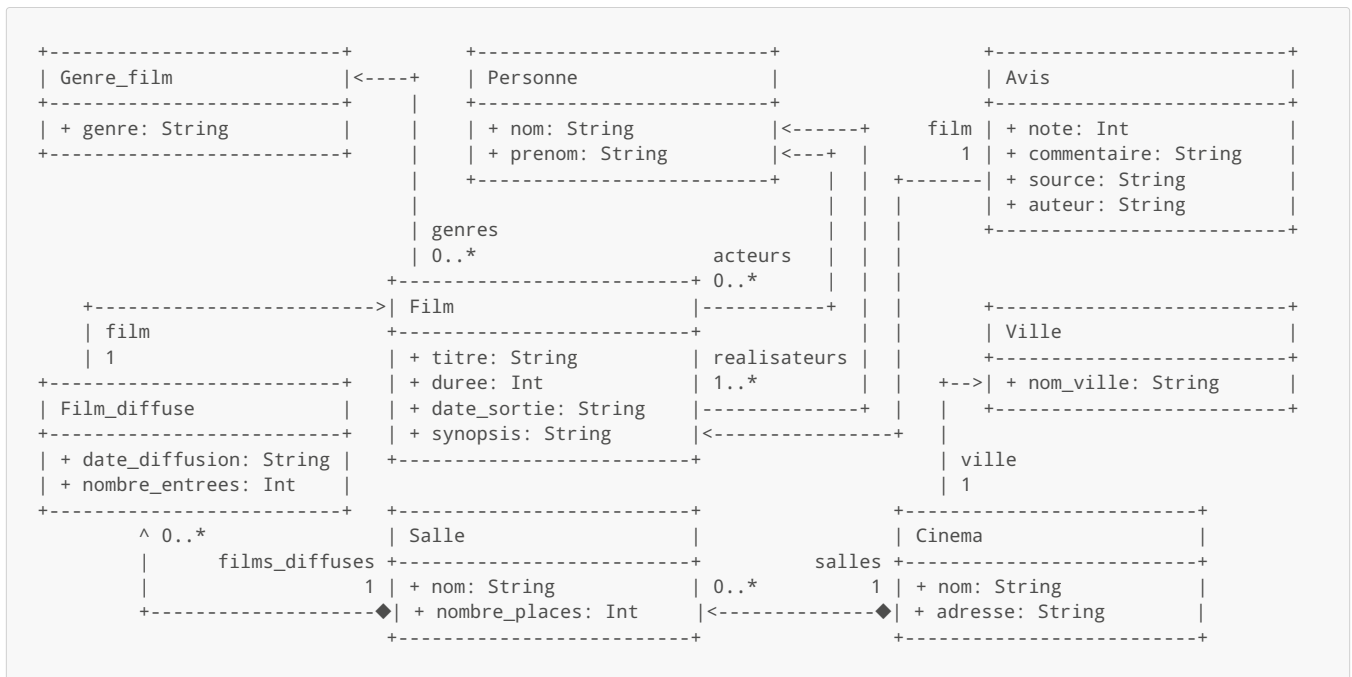 +--------------------------+       +--------------------------+                  +--------------------------+
| Genre_film               |<----+    | Personne                 |                  | Avis                     |
+--------------------------+     |    +--------------------------+                  +--------------------------+
| + genre: String          |     |    | + nom: String            |<------+     film | + note: Int              |
+--------------------------+     |    | + prenom: String         |<---+  |        1 | + commentaire: String    |
                                 |    +--------------------------+    |  |  +-------| + source: String         |
                                 |                                    |  |  |       | + auteur: String         |
                                 | genres                             |  |  |       +--------------------------+
                                 | 0..*                    acteurs    |  |  |
                               +--------------------------+ 0..*      |  |  |
    +------------------------->| Film                     |-----------+  |  |       +--------------------------+
    | film                     +--------------------------+              |  |       | Ville                    |
    | 1                        | + titre: String          | realisateurs |  |       +--------------------------+
+--------------------------+   | + duree: Int             | 1..*         |  |   +-->| + nom_ville: String      |
| Film_diffuse             |   | + date_sortie: String    |--------------+  |   |   +--------------------------+
+--------------------------+   | + synopsis: String       |<----------------+   |
| + date_diffusion: String |   +--------------------------+                     | ville
| + nombre_entrees: Int    |                                                    | 1
+--------------------------+   +--------------------------+                 +--------------------------+
         ^ 0..*                | Salle                    |                 | Cinema                   |
         |      films_diffuses +--------------------------+          salles +--------------------------+
         |                   1 | + nom: String            | 0..*          1 | + nom: String            |
         +--------------------◆| + nombre_places: Int     |<---------------◆| + adresse: String        |
                               +--------------------------+                 +--------------------------+